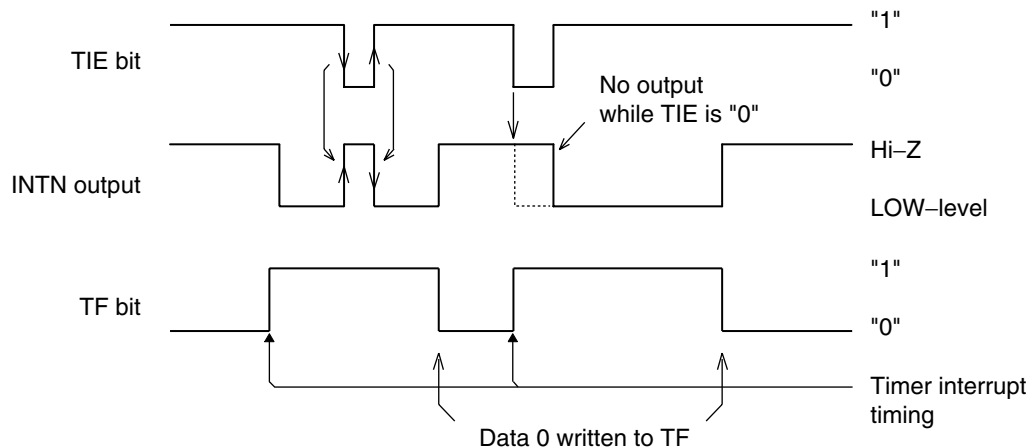 "1"
TIE bit
"0"
No output
while TIE is "0"
Hi–Z
INTN output
LOW–level
"1"
TF bit
"0"
Timer interrupt
timing
Data 0 written to TF